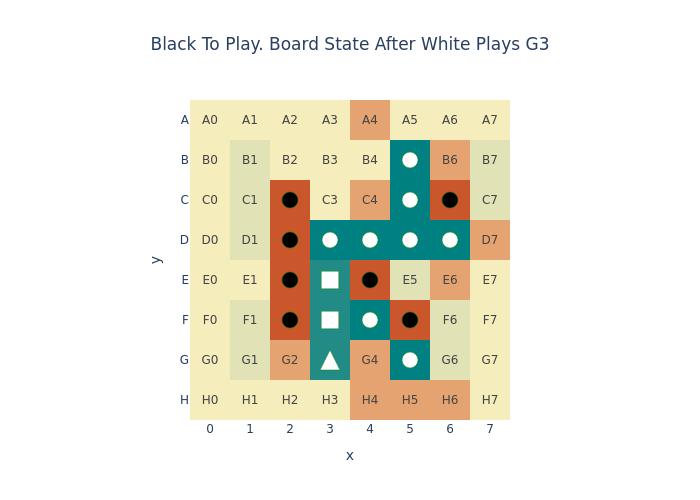 Black To Play. Board State After White Plays G3
A A0 A1 A2 A3 A4 A5 A6 A7
B B0 B1 B2 B3 B4 B6 B7
C C0 C1 C3 C4 C7
D D0 D1 D7
E E0 E1 E5 E6 E7
F F0 F1 F6 F7
G G0 G1 G2 G4 G6 G7
H H0 H1 H2 H3 H4 H5 H6 H7
0 1 2 3 4 5 6 7
x
y